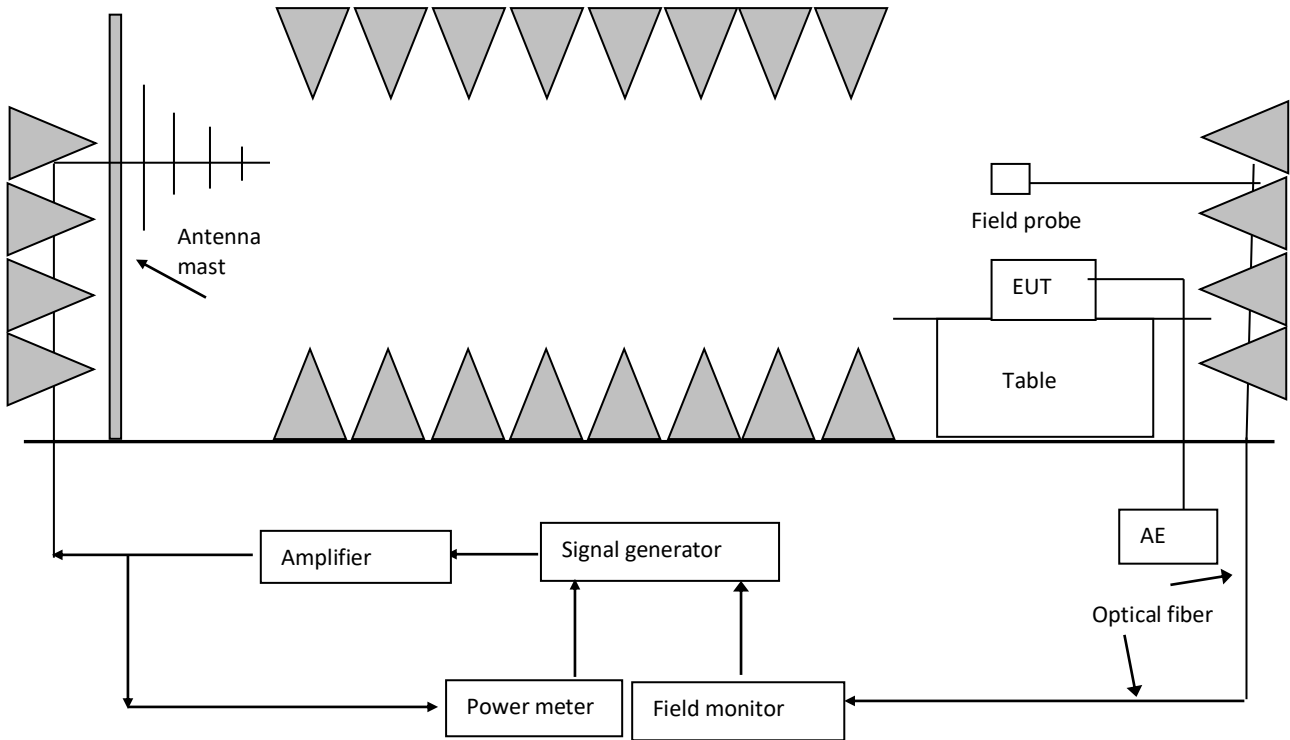 Antenna
mast
Field probe
EUT
Table
AE
Signal generator
Amplifier
Optical fiber
Power meter
Field monitor